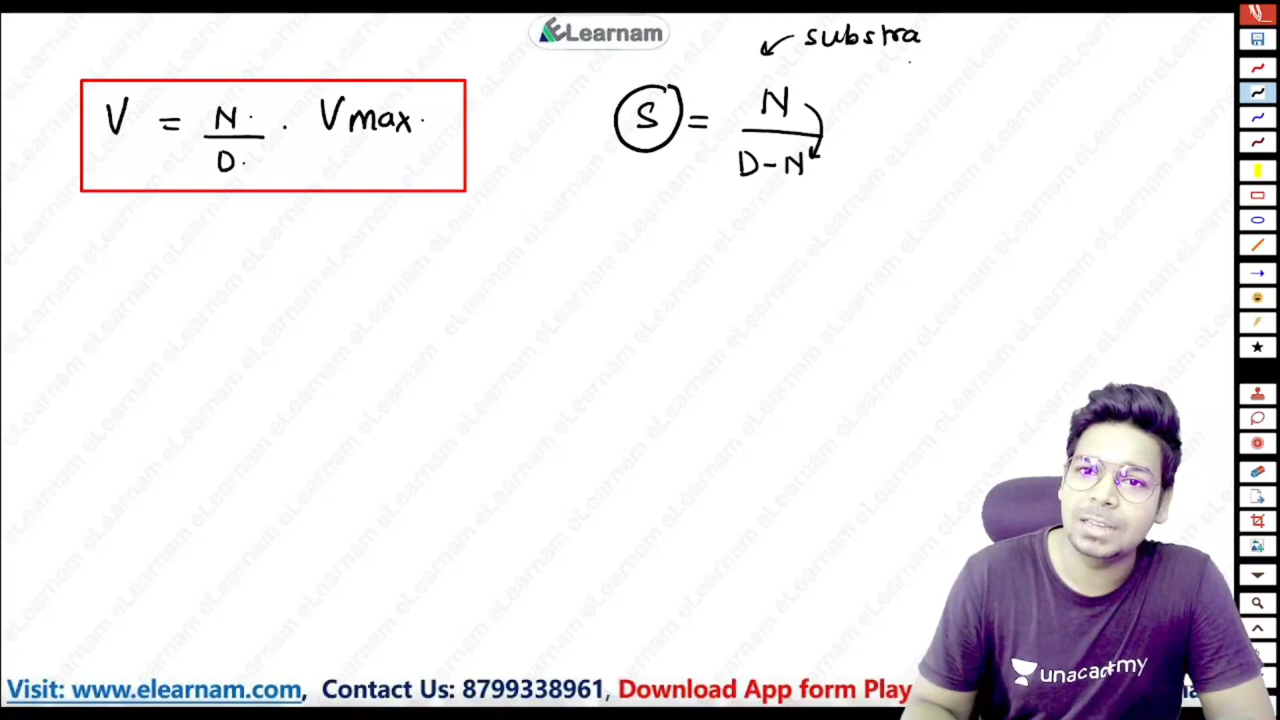 ELearnam
substra
V = N/D . Vmax.
S = N/D-N
unacademy
Visit: www.elearnam.com, Contact Us: 8799338961, Download App form Play